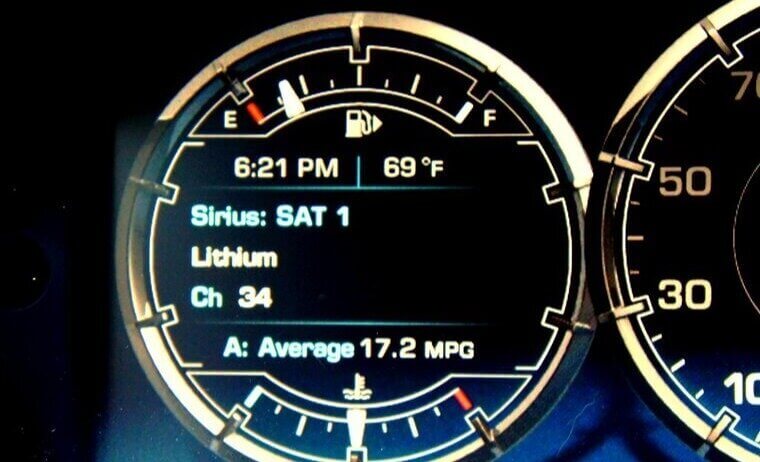 E F
6:21 PM 69 °F
Sirius: SAT 1
Lithium
Ch 34
A: Average 17.2 MPG
70
50
30
10